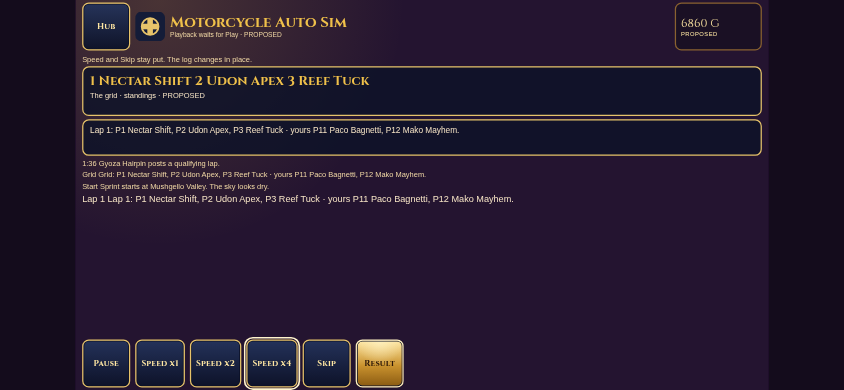 HUB
MOTORCYCLE AUTO SIM
Playback waits for Play · PROPOSED
6860 G
PROPOSED
Speed and Skip stay put. The log changes in place.
1 NECTAR SHIFT 2 UDON APEX 3 REEF TUCK
The grid · standings · PROPOSED
Lap 1: P1 Nectar Shift, P2 Udon Apex, P3 Reef Tuck · yours P11 Paco Bagnetti, P12 Mako Mayhem.
1:36 Gyoza Hairpin posts a qualifying lap.
Grid Grid: P1 Nectar Shift, P2 Udon Apex, P3 Reef Tuck · yours P11 Paco Bagnetti, P12 Mako Mayhem.
Start Sprint starts at Mushgello Valley. The sky looks dry.
Lap 1 Lap 1: P1 Nectar Shift, P2 Udon Apex, P3 Reef Tuck · yours P11 Paco Bagnetti, P12 Mako Mayhem.
PAUSE
SPEED X1
SPEED X2
SPEED X4
SKIP
RESULT